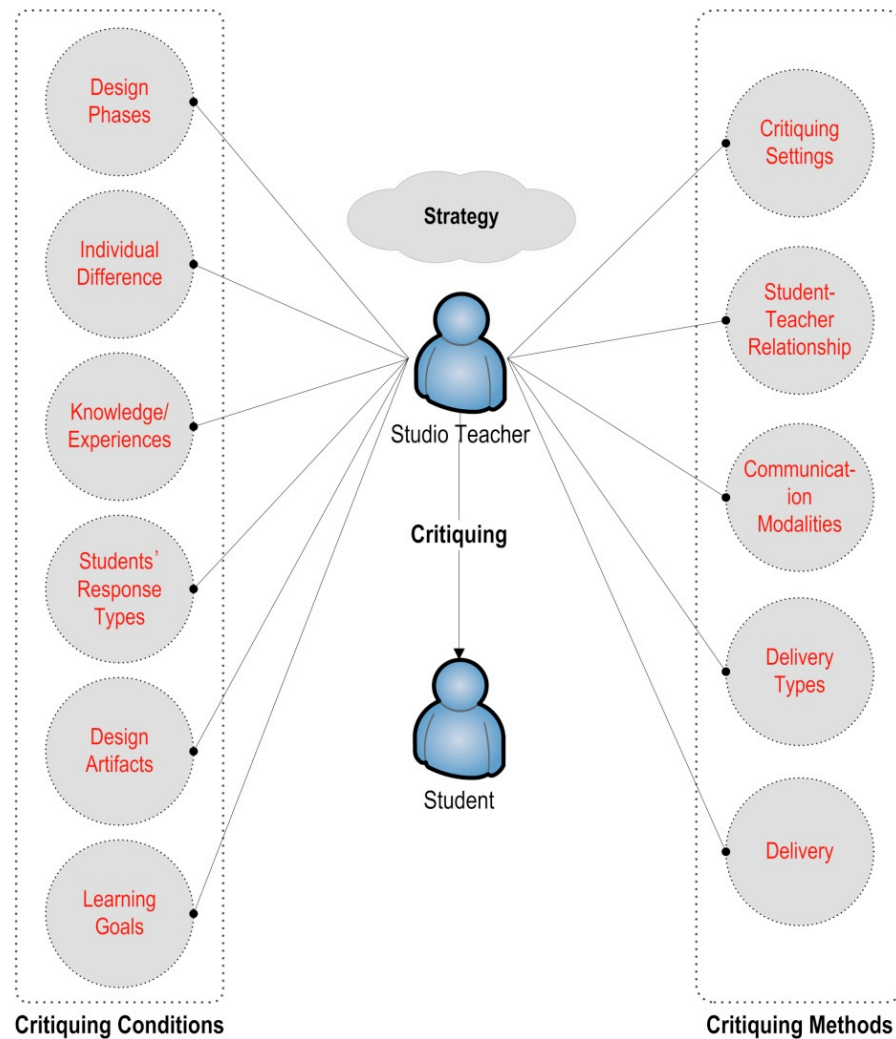 Design
Phases
Individual
Difference
Knowledge/
Experiences
Students’
Response
Types
Design
Artifacts
Learning
Goals
Critiquing Conditions
Strategy
Studio Teacher
Critiquing
Student
Critiquing
Settings
Student-
Teacher
Relationship
Communicat-
ion
Modalities
Delivery
Types
Delivery
Critiquing Methods